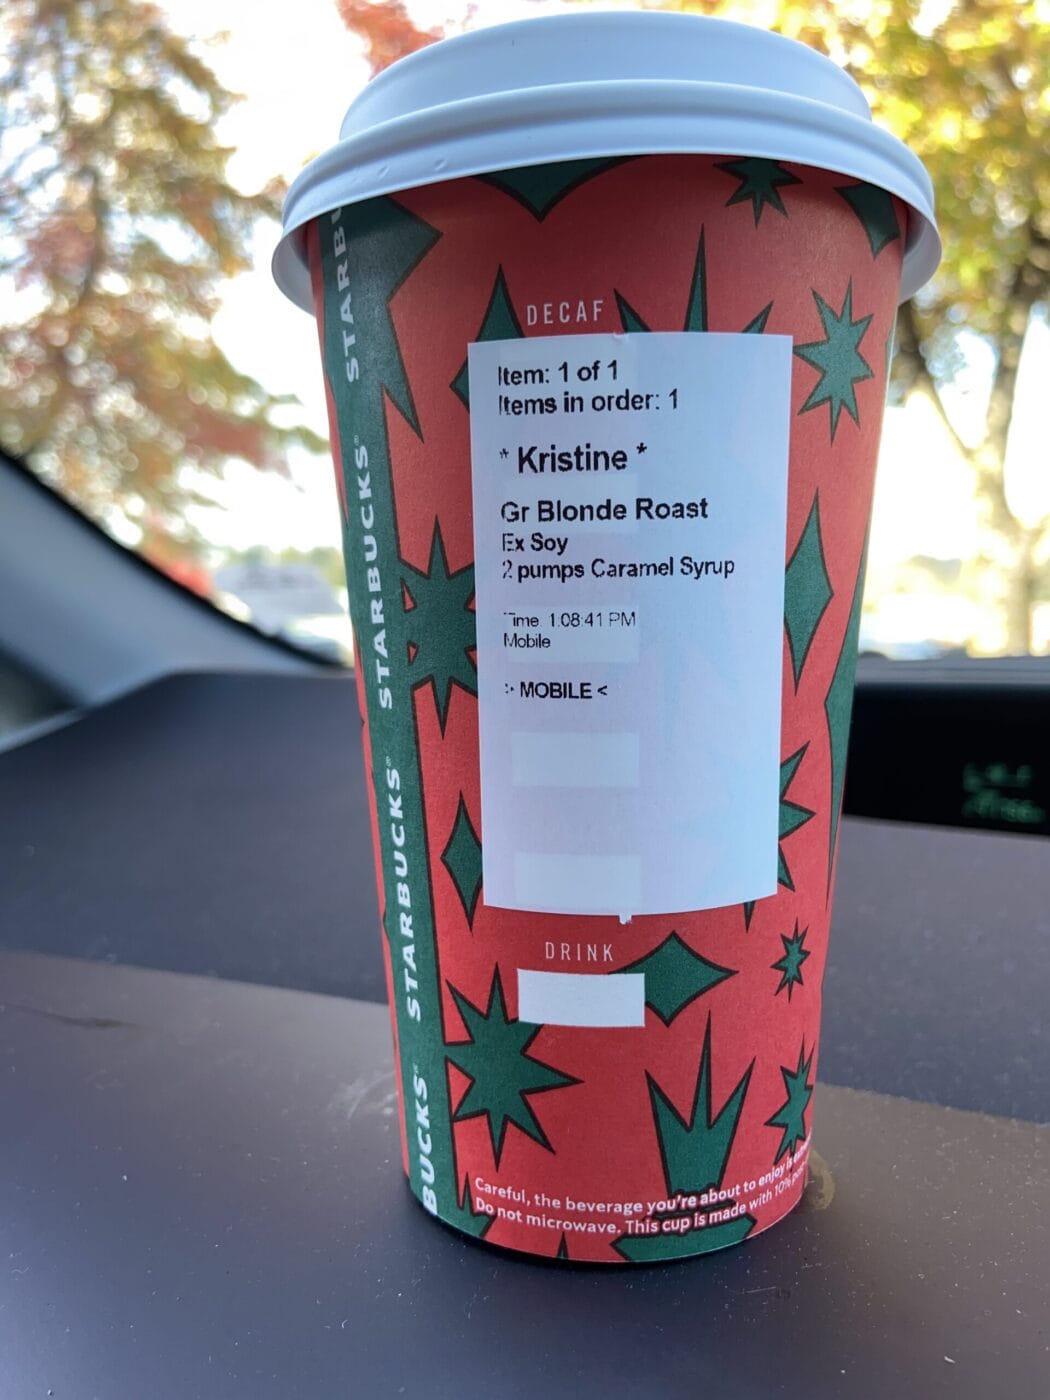 DECAF
Item: 1 of 1
Items in order: 1
* Kristine *
Gr Blonde Roast
Ex Soy
2 pumps Caramel Syrup
Time 1:08:41 PM
Mobile
> MOBILE <
DRINK
Careful, the beverage you're about to enjoy is
Do not microwave. This cup is made with 10%
STARBU
STARBUCKS®
STARBUCKS®
BUCKS®